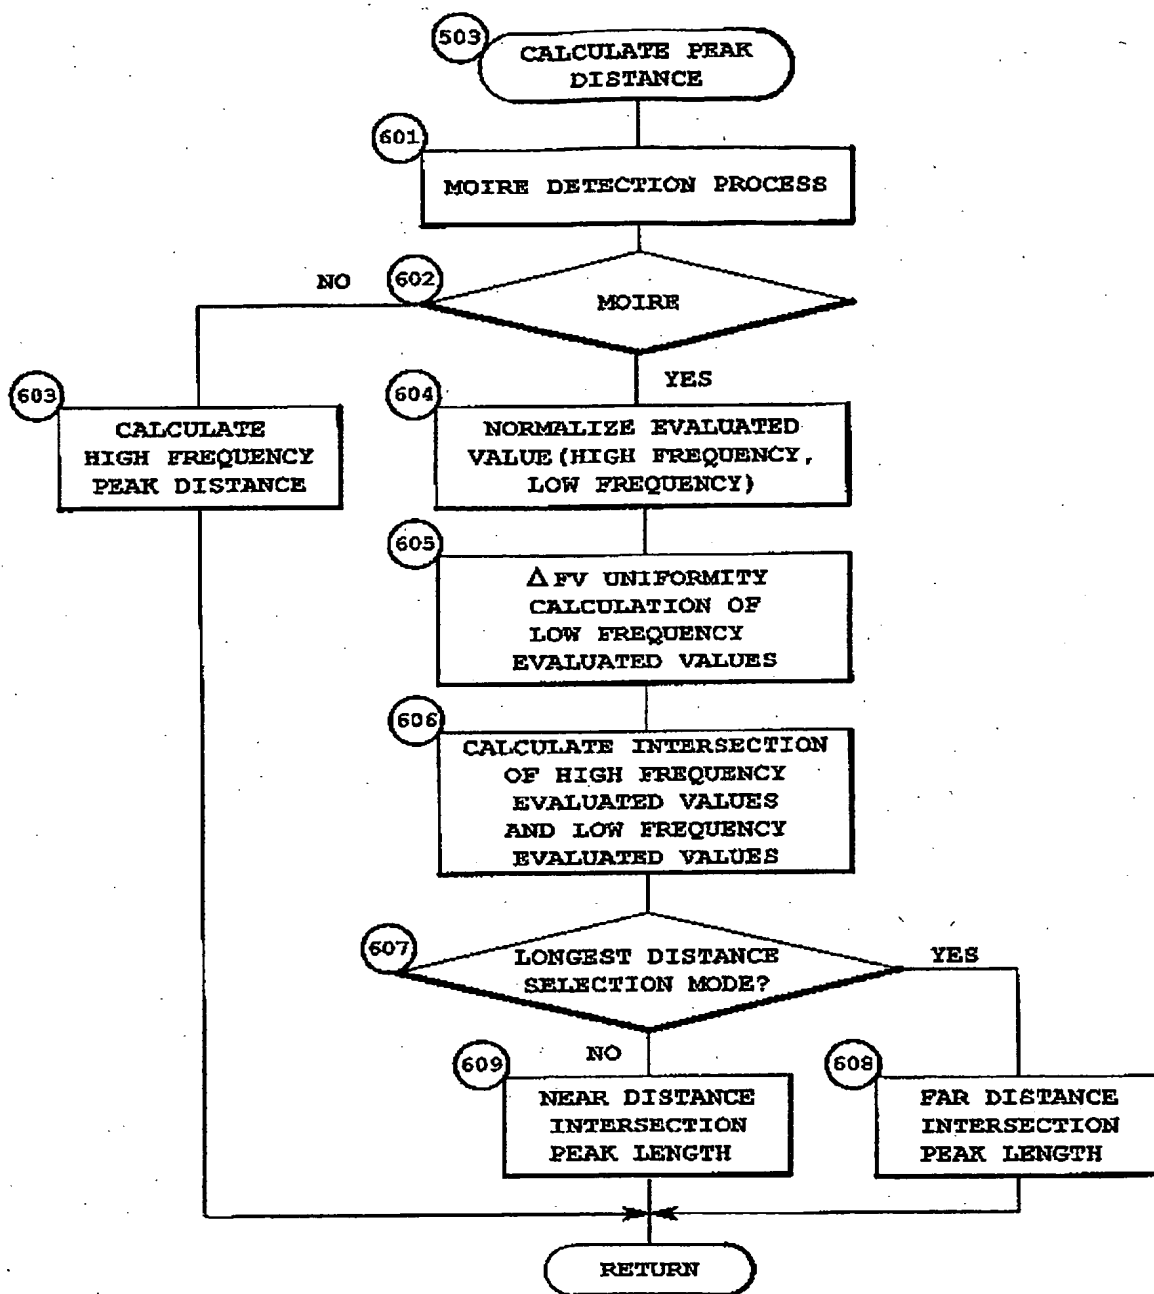 503
CALCULATE PEAK
DISTANCE
601
MOIRE DETECTION PROCESS
NO
602
MOIRE
YES
603
CALCULATE
HIGH FREQUENCY
PEAK DISTANCE
604
NORMALIZE EVALUATED
VALUE(HIGH FREQUENCY,
LOW FREQUENCY)
605
ΔFV UNIFORMITY
CALCULATION OF
LOW FREQUENCY
EVALUATED VALUES
606
CALCULATE INTERSECTION
OF HIGH FREQUENCY
EVALUATED VALUES
AND LOW FREQUENCY
EVALUATED VALUES
607
LONGEST DISTANCE
SELECTION MODE?
YES
NO
609
NEAR DISTANCE
INTERSECTION
PEAK LENGTH
608
FAR DISTANCE
INTERSECTION
PEAK LENGTH
RETURN